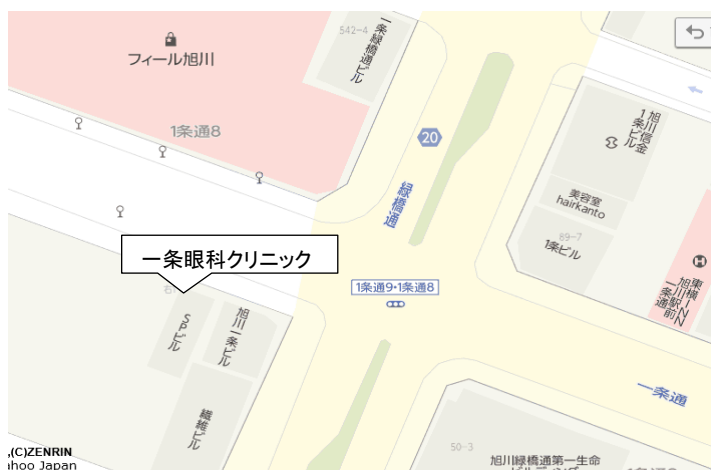 542-4
一条緑橋通ビル
フィール旭川
1条通8
20
緑橋通
旭川信金
1条ビル
美容室
hairkanto
89-7
1条ビル
東横INN
旭川駅前
一条通
一条眼科クリニック
1条通9・1条通8
SPビル
旭川一条ビル
繊維ビル
一条通
50-3
旭川緑橋通第一生命
,(C)ZENRIN
ahoo Japan